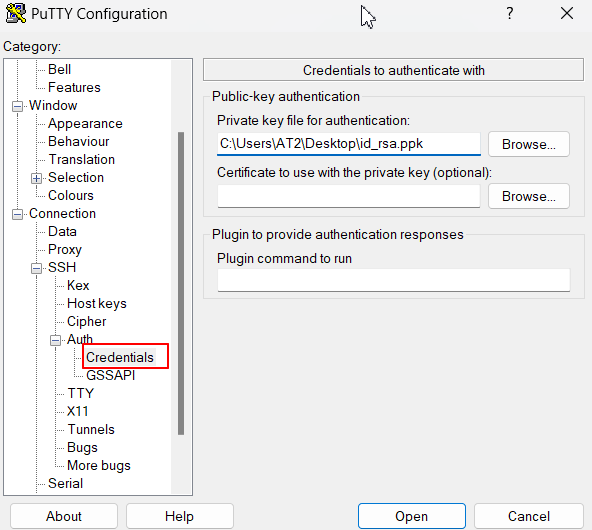 PuTTY Configuration
?
Category:
Bell
Features
Window
Appearance
Behaviour
Translation
Selection
Colours
Connection
Data
Proxy
SSH
Kex
Host keys
Cipher
Auth
Credentials
GSSAPI
TTY
X11
Tunnels
Bugs
More bugs
Serial
Credentials to authenticate with
Public-key authentication
Private key file for authentication:
C:\Users\AT2\Desktop\id_rsa.ppk
Browse...
Certificate to use with the private key (optional):
Browse...
Plugin to provide authentication responses
Plugin command to run
About
Help
Open
Cancel